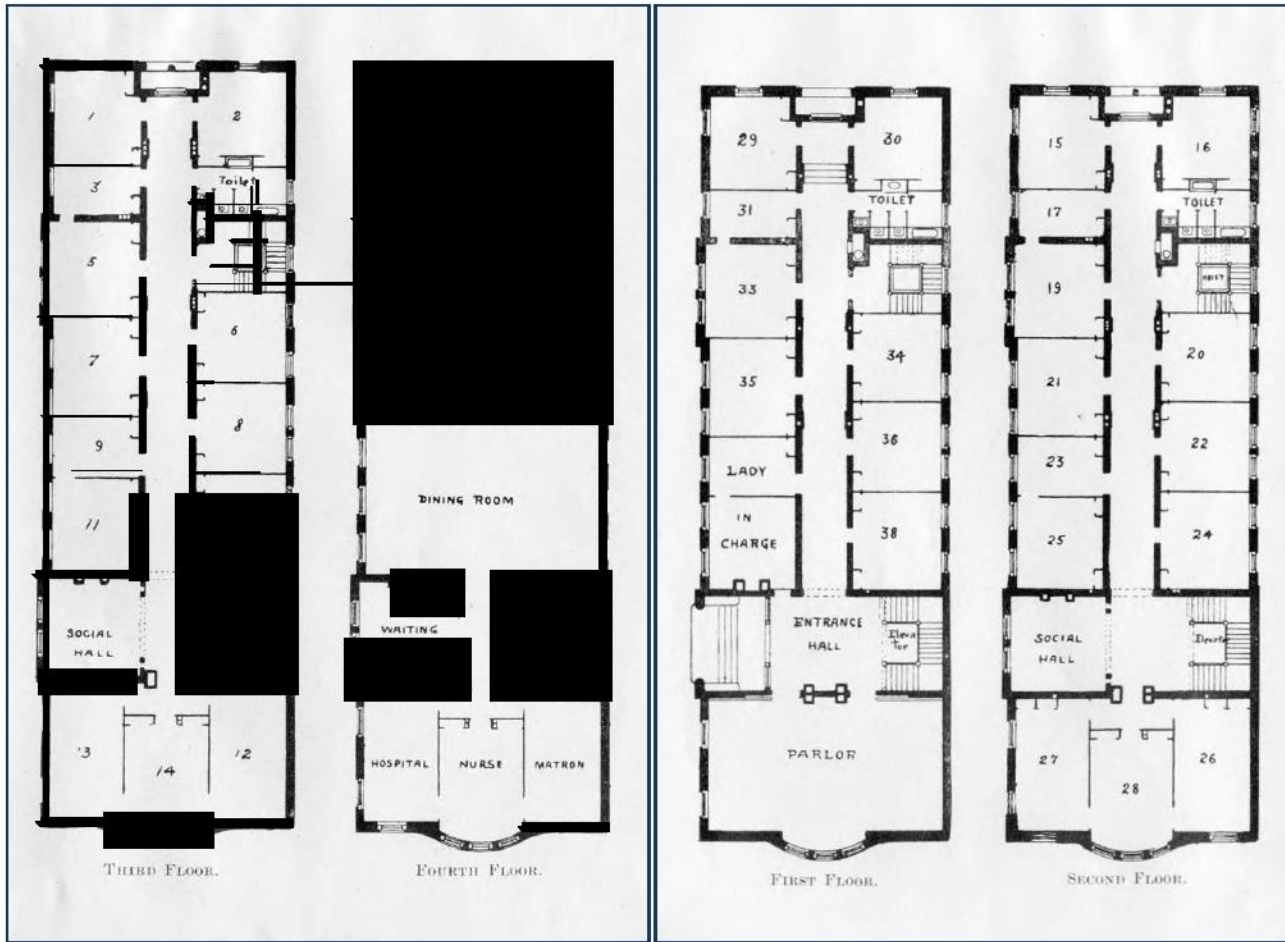 1
2
3
Toilet
5
6
7
8
9
11
SOCIAL
HALL
13
12
14
THIRD FLOOR.
DINING ROOM
WAITING
HOSPITAL
NURSE
MATRON
FOURTH FLOOR.
29
30
31
TOILET
33
34
35
36
LADY
IN
CHARGE
38
ENTRANCE
HALL
Eleva
tor
PARLOR
FIRST FLOOR.
15
16
17
TOILET
19
20
21
22
23
24
25
SOCIAL
HALL
27
26
28
SECOND FLOOR.